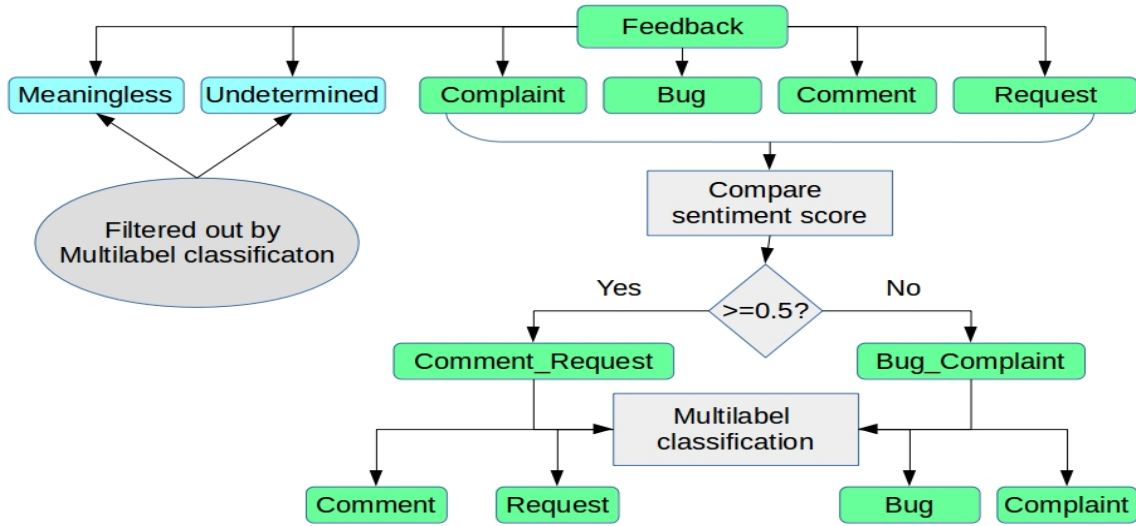 Feedback
Meaningless
Undetermined
Complaint
Bug
Comment
Request
Compare
sentiment score
Filtered out by
Multilabel classificaton
Yes
>=0.5?
No
Comment_Request
Bug_Complaint
Multilabel
classification
Comment
Request
Bug
Complaint